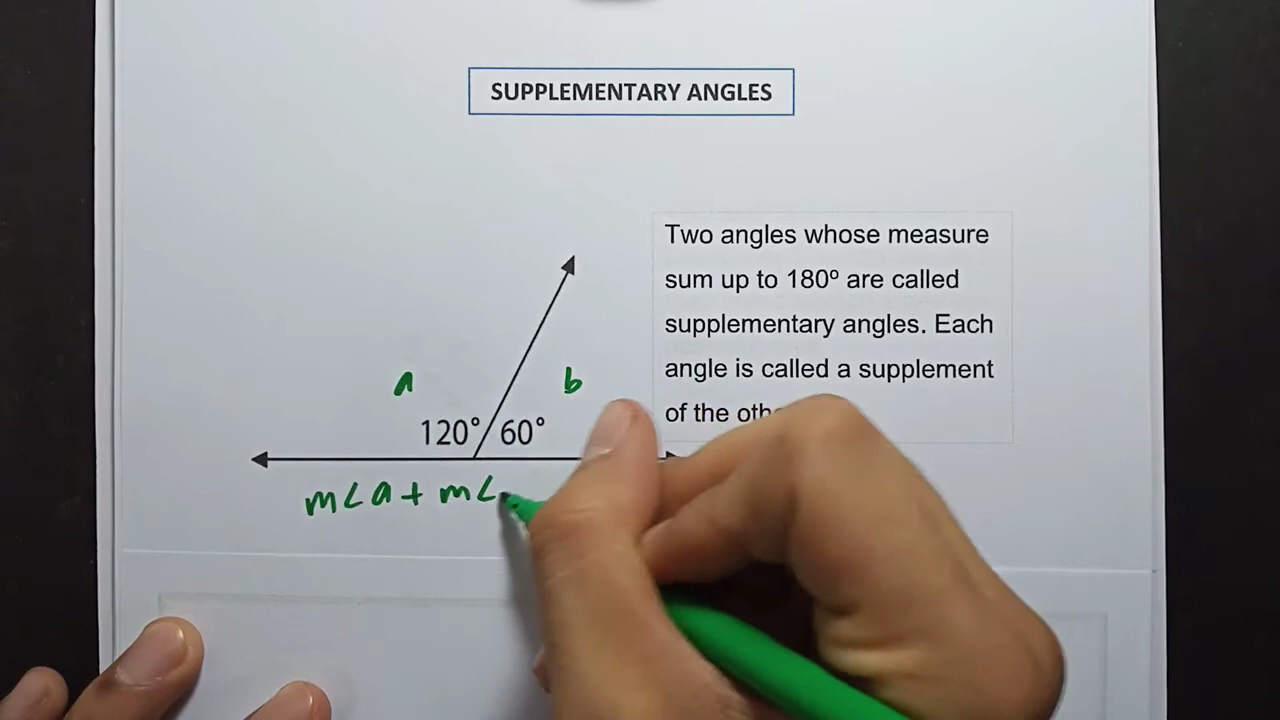 SUPPLEMENTARY ANGLES
Two angles whose measure
sum up to 180º are called
supplementary angles. Each
angle is called a supplement
of the
a b
120° 60°
m∠a + m∠